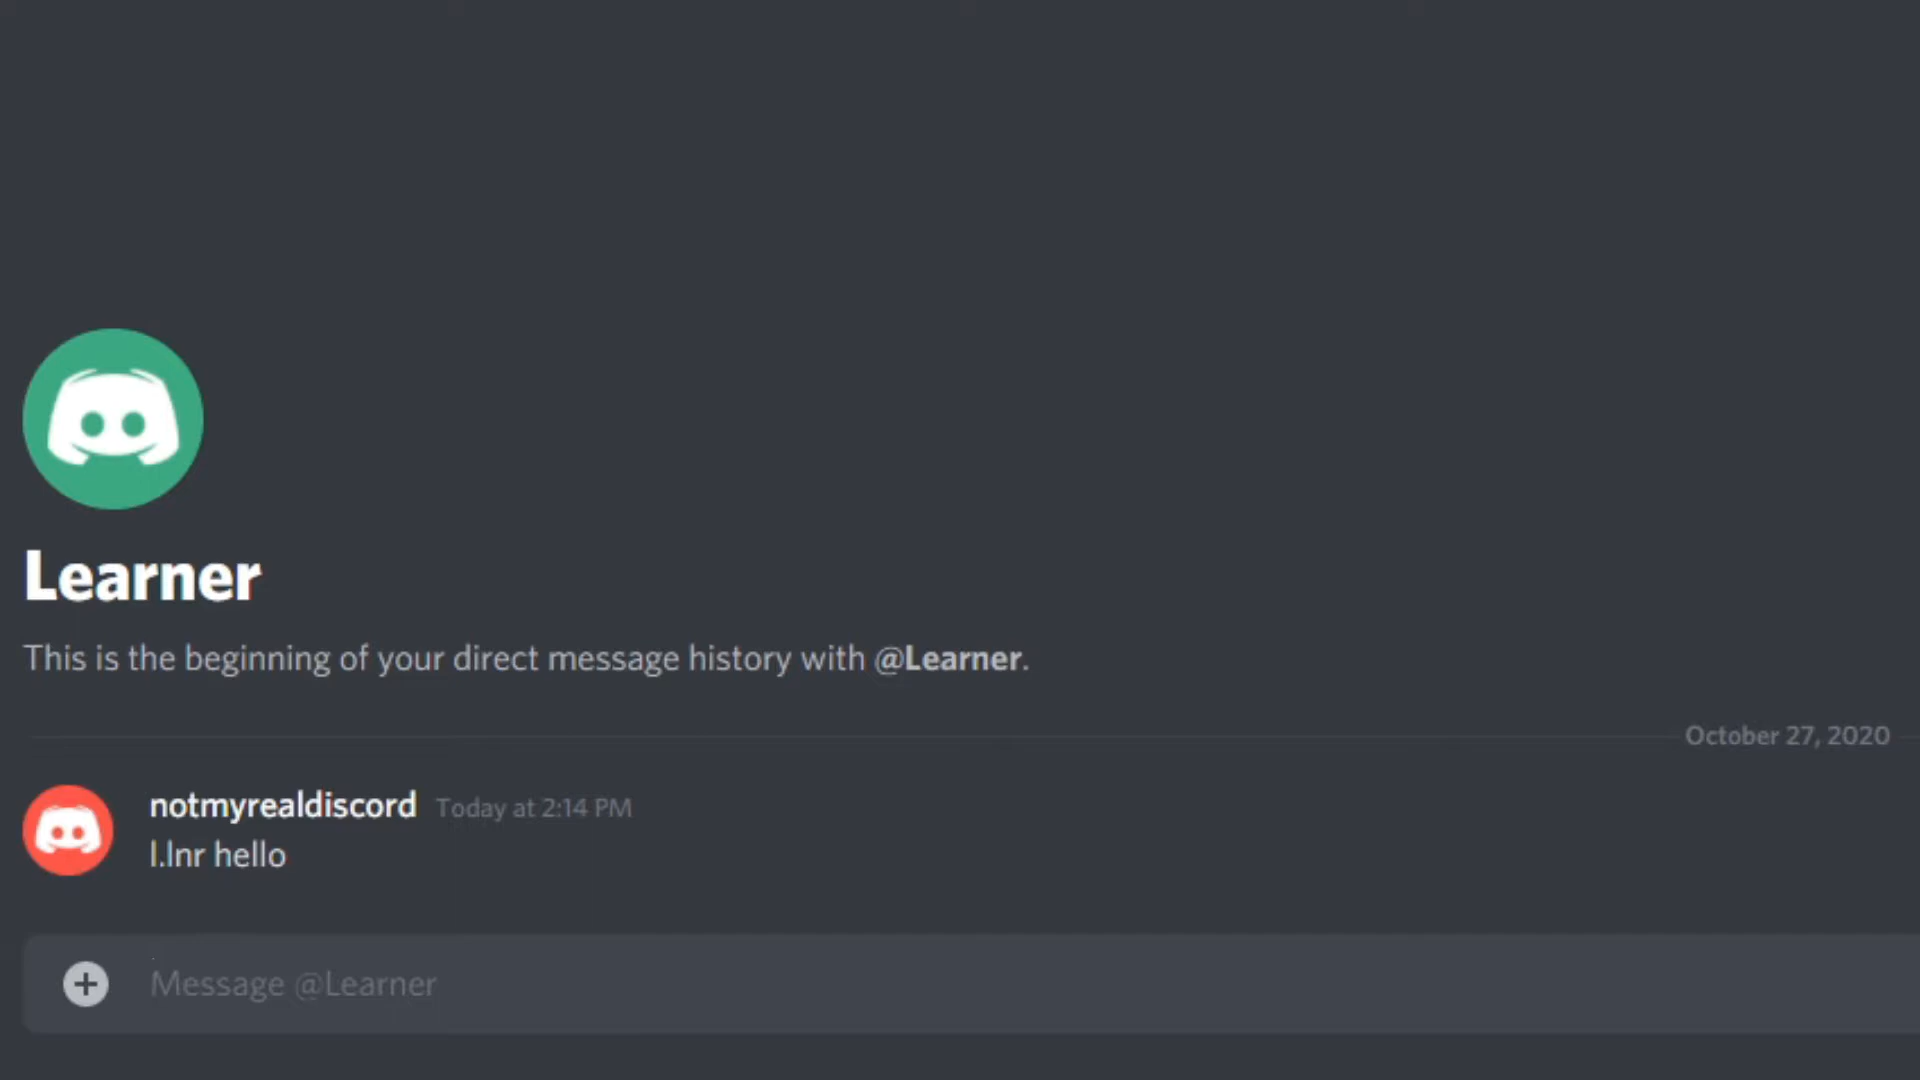 Learner
This is the beginning of your direct message history with @Learner.
October 27, 2020
notmyrealdiscord Today at 2:14 PM
l.lnr hello
Message @Learner